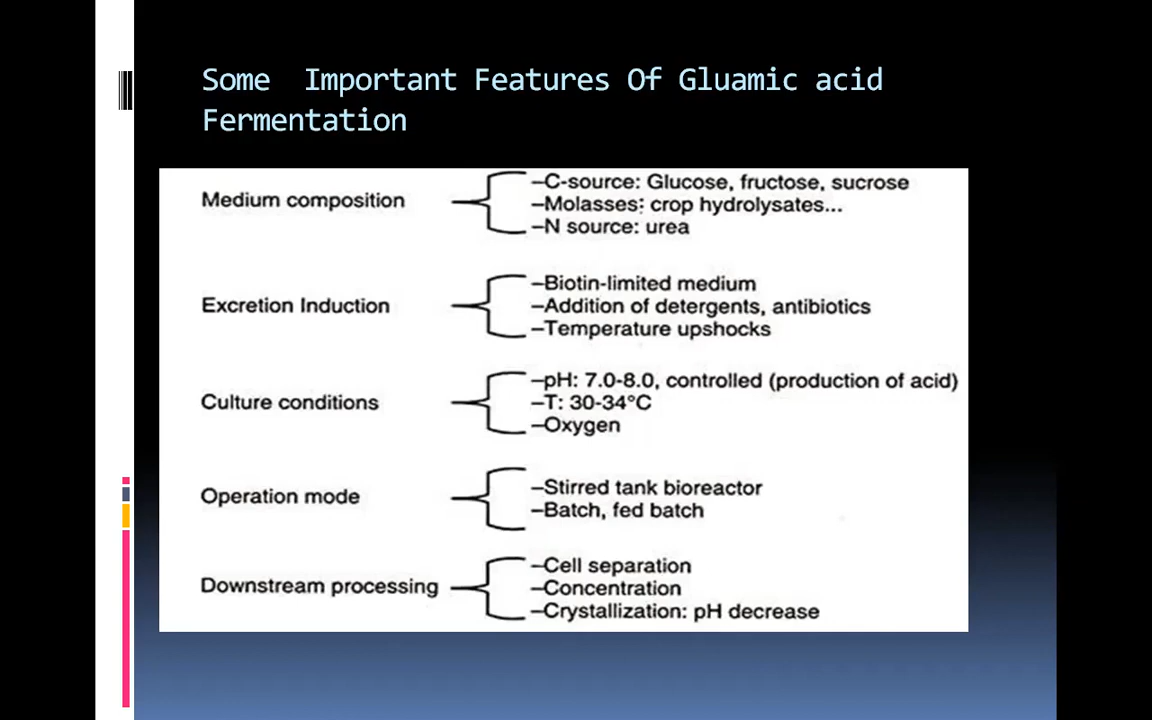 Some Important Features Of Gluamic acid
Fermentation
Medium composition
–C-source: Glucose, fructose, sucrose
–Molasses: crop hydrolysates...
–N source: urea
Excretion Induction
–Biotin-limited medium
–Addition of detergents, antibiotics
–Temperature upshocks
Culture conditions
–pH: 7.0-8.0, controlled (production of acid)
–T: 30-34°C
–Oxygen
Operation mode
–Stirred tank bioreactor
–Batch, fed batch
Downstream processing
–Cell separation
–Concentration
–Crystallization: pH decrease